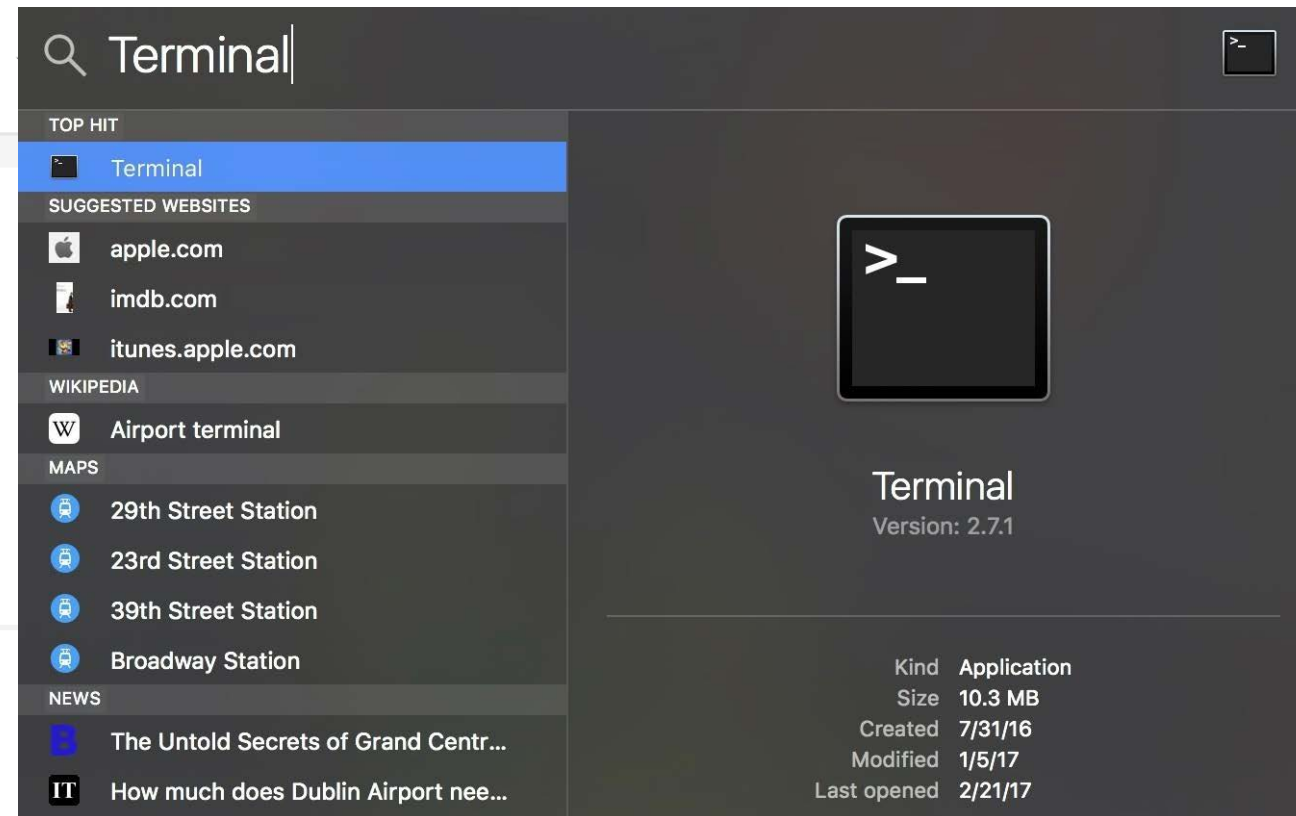 Terminal
>_
TOP HIT
>_ Terminal
SUGGESTED WEBSITES
apple.com
imdb.com
itunes.apple.com
WIKIPEDIA
W Airport terminal
MAPS
29th Street Station
23rd Street Station
39th Street Station
Broadway Station
NEWS
B The Untold Secrets of Grand Centr...
IT How much does Dublin Airport nee...
>_
Terminal
Version: 2.7.1
Kind Application
Size 10.3 MB
Created 7/31/16
Modified 1/5/17
Last opened 2/21/17